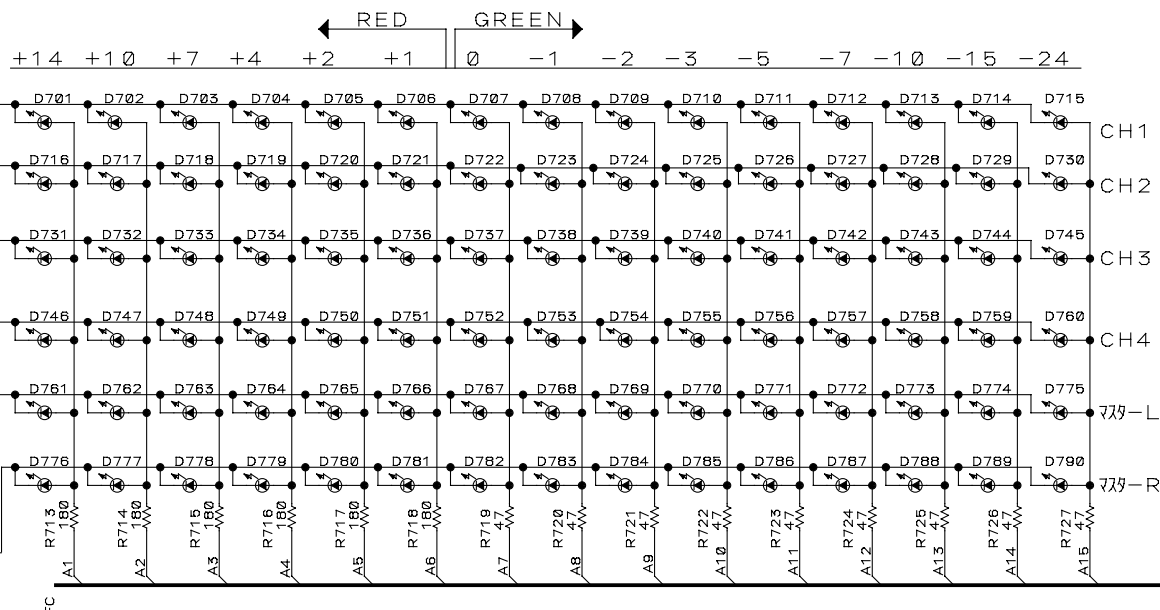 RED GREEN
+14 +10 +7 +4 +2 +1 0 -1 -2 -3 -5 -7 -10 -15 -24
D701 D702 D703 D704 D705 D706 D707 D708 D709 D710 D711 D712 D713 D714 D715
CH1
D716 D717 D718 D719 D720 D721 D722 D723 D724 D725 D726 D727 D728 D729 D730
CH2
D731 D732 D733 D734 D735 D736 D737 D738 D739 D740 D741 D742 D743 D744 D745
CH3
D746 D747 D748 D749 D750 D751 D752 D753 D754 D755 D756 D757 D758 D759 D760
CH4
D761 D762 D763 D764 D765 D766 D767 D768 D769 D770 D771 D772 D773 D774 D775
マスターL
D776 D777 D778 D779 D780 D781 D782 D783 D784 D785 D786 D787 D788 D789 D790
マスターR
R713 R714 R715 R716 R717 R718 R719 R720 R721 R722 R723 R724 R725 R726 R727
180 180 180 180 180 180 47 47 47 47 47 47 47 47 47
A1 A2 A3 A4 A5 A6 A7 A8 A9 A10 A11 A12 A13 A14 A15